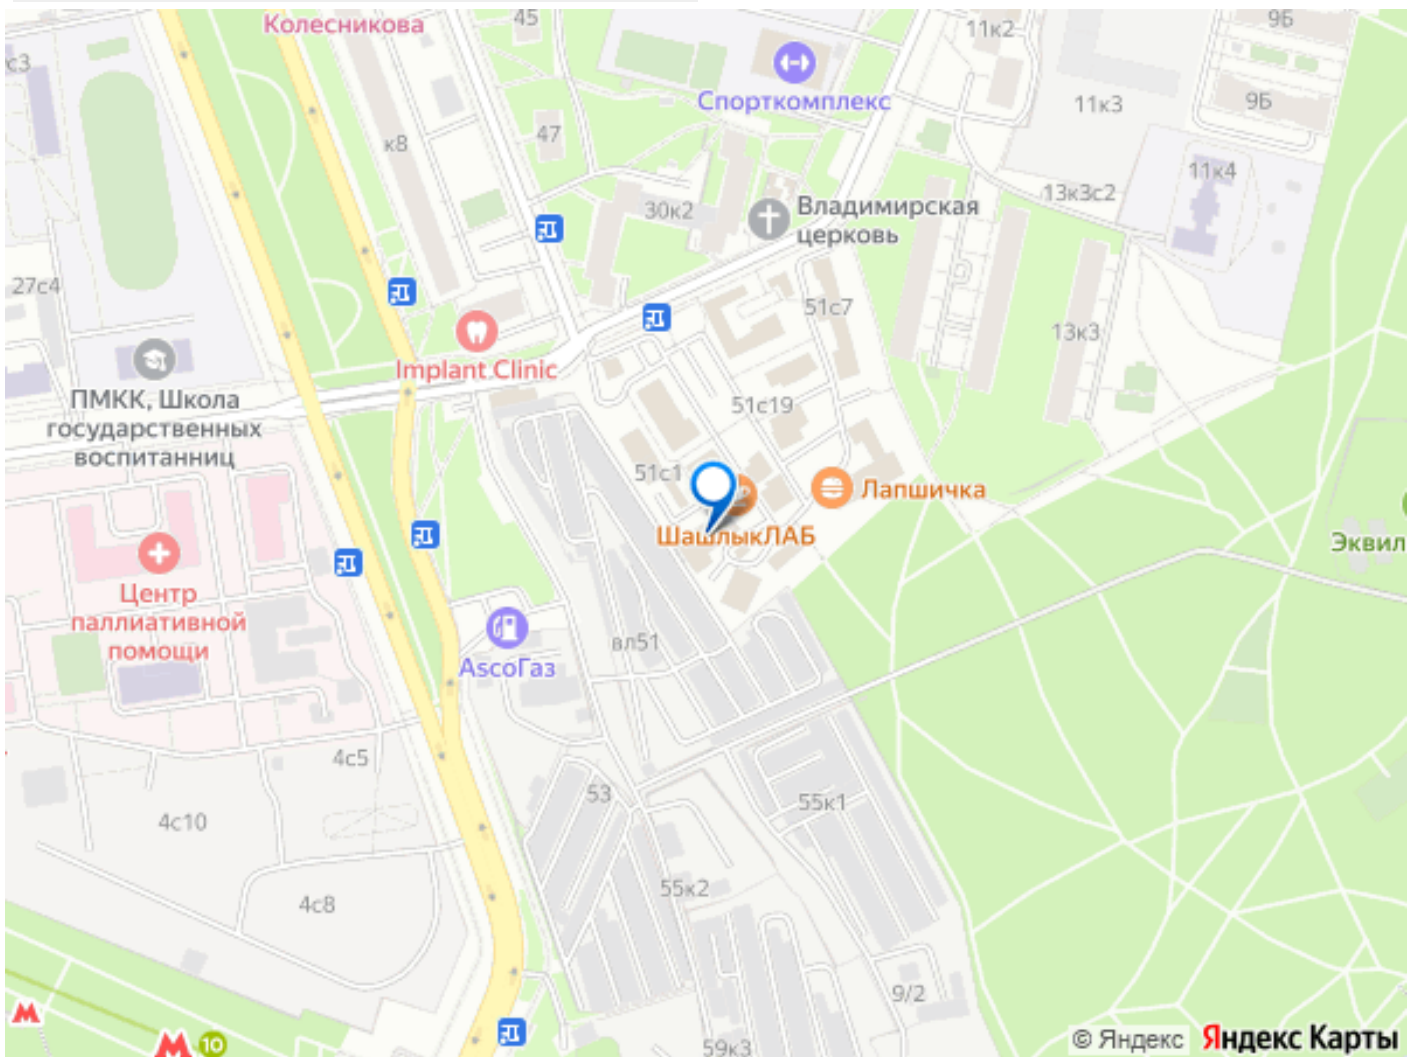 Колесникова
45
11к2
9Б
с3
Спорткомплекс
11к3
9Б
к8
47
11к4
30к2
Владимирская
церковь
13к3с2
27с4
51с7
13к3
Implant Clinic
ПМКК, Школа
государственных
воспитанниц
51с19
51с1
Лапшичка
ШашлыкЛАБ
Эквил
Центр
паллиативной
помощи
вл51
AscoГаз
4с5
53
55к1
4с10
55к2
4с8
9/2
10
59к3
© Яндекс Яндекс Карты